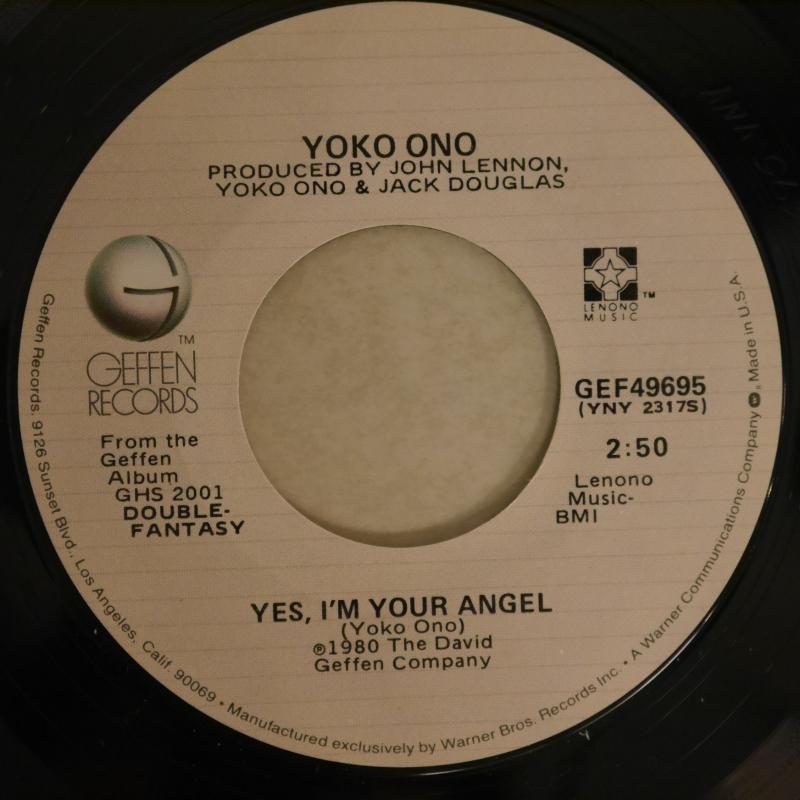 YOKO ONO
PRODUCED BY JOHN LENNON,
YOKO ONO & JACK DOUGLAS
G
TM
GEFFEN
RECORDS
From the
Geffen
Album
GHS 2001
DOUBLE-
FANTASY
TM
LENONO
MUSIC
GEF49695
(YNY 2317S)
2:50
Lenono
Music-
BMI
YES, I'M YOUR ANGEL
(Yoko Ono)
℗1980 The David
Geffen Company
Geffen Records. 9126 Sunset Blvd., Los Angeles, Calif. 90069 • Manufactured exclusively by Warner Bros. Records Inc. • A Warner Communications Company. Made in U.S.A.